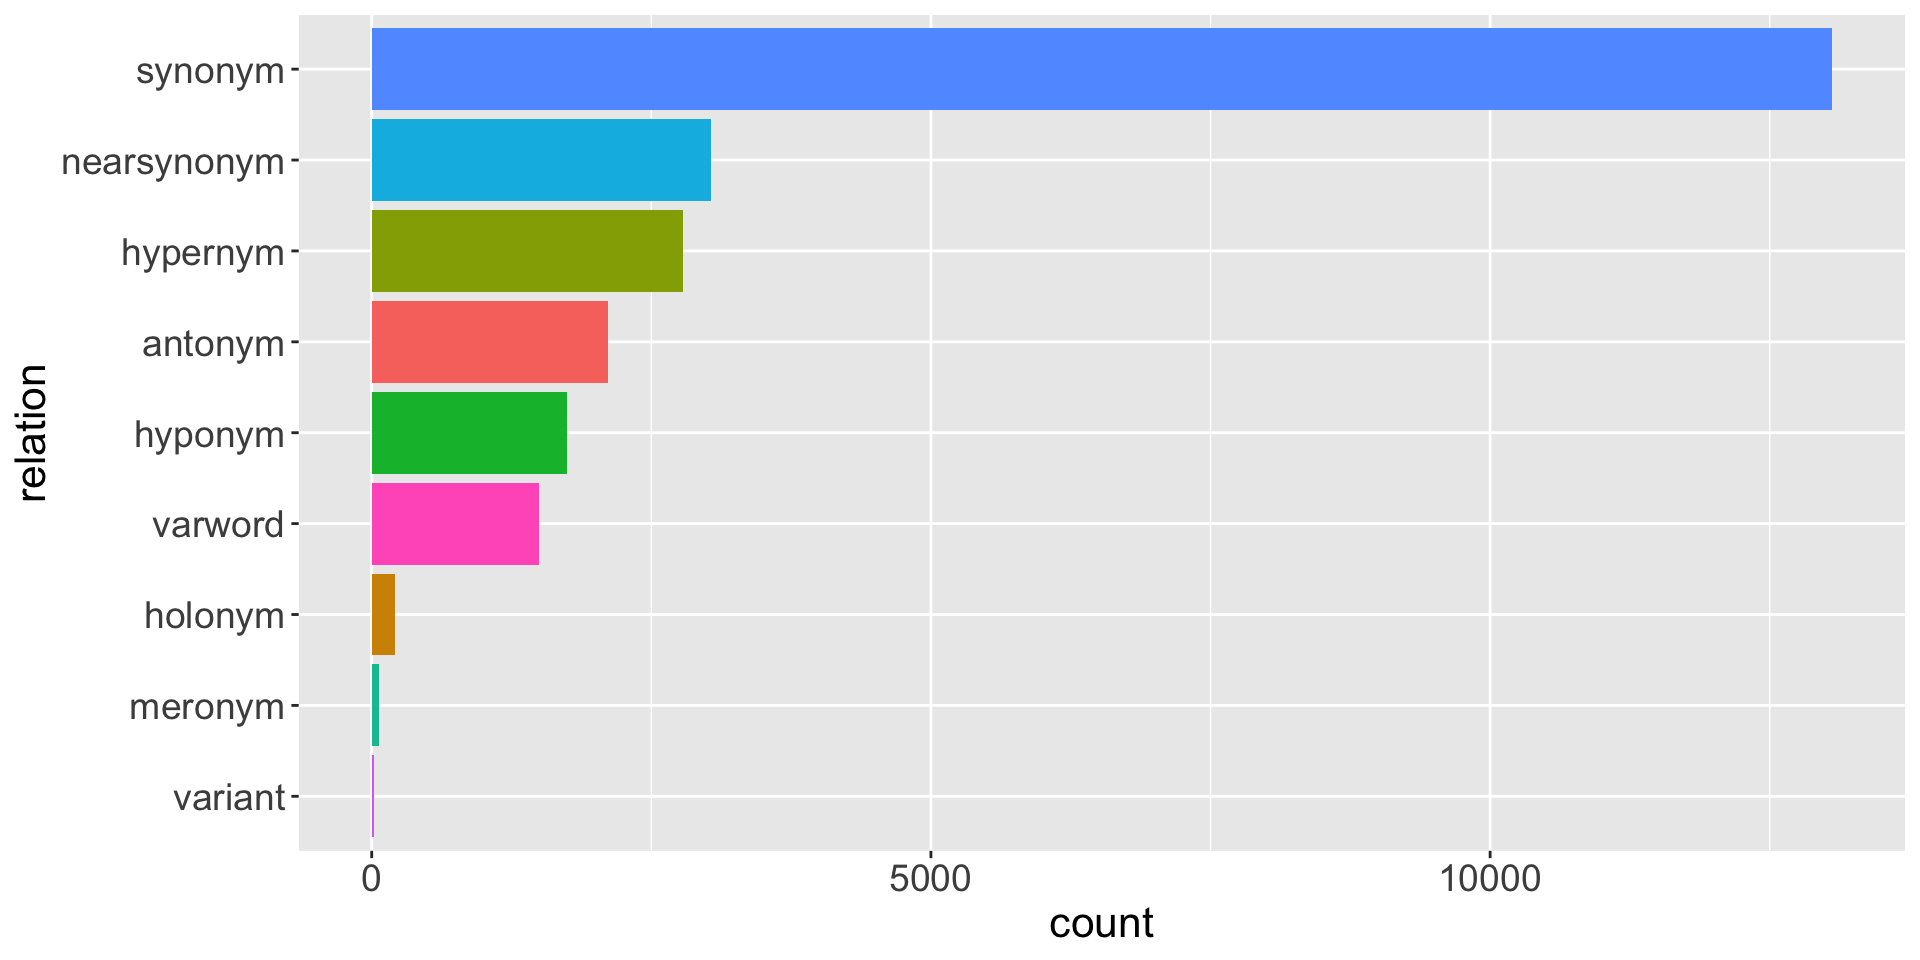 relation
synonym
nearsynonym
hypernym
antonym
hyponym
varword
holonym
meronym
variant
0 5000 10000
count